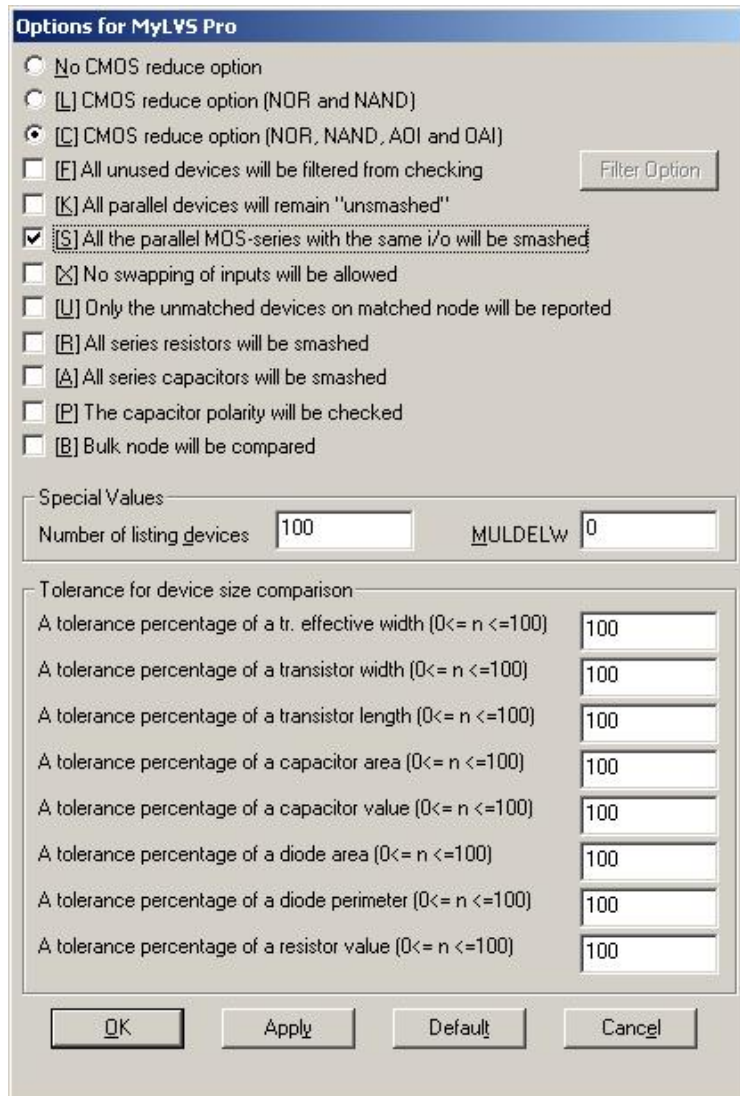 Options for MyLVS Pro
No CMOS reduce option
[L] CMOS reduce option (NOR and NAND)
[C] CMOS reduce option (NOR, NAND, AOI and OAI)
[F] All unused devices will be filtered from checking
Filter Option
[K] All parallel devices will remain "unsmashed"
[S] All the parallel MOS-series with the same i/o will be smashed
[X] No swapping of inputs will be allowed
[U] Only the unmatched devices on matched node will be reported
[R] All series resistors will be smashed
[A] All series capacitors will be smashed
[P] The capacitor polarity will be checked
[B] Bulk node will be compared
Special Values
Number of listing devices 100 MULDELW 0
Tolerance for device size comparison
A tolerance percentage of a tr. effective width (0<= n <=100) 100
A tolerance percentage of a transistor width (0<= n <=100) 100
A tolerance percentage of a transistor length (0<= n <=100) 100
A tolerance percentage of a capacitor area (0<= n <=100) 100
A tolerance percentage of a capacitor value (0<= n <=100) 100
A tolerance percentage of a diode area (0<= n <=100) 100
A tolerance percentage of a diode perimeter (0<= n <=100) 100
A tolerance percentage of a resistor value (0<= n <=100) 100
OK Apply Default Cancel